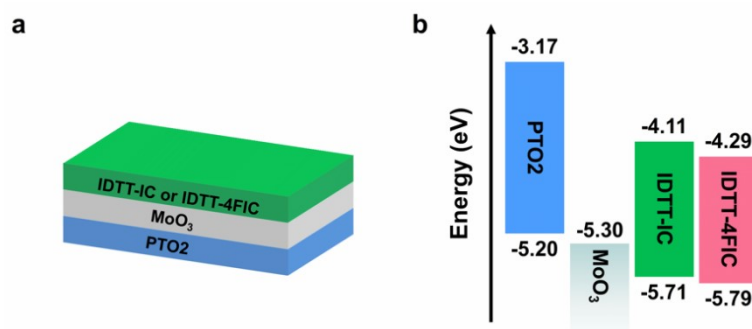 a
IDTT-IC or IDTT-4FIC
MoO₃
PTO2
b
Energy (eV)
-3.17
PTO2
-5.20
-5.30
MoO₃
-4.11
IDTT-IC
-5.71
-4.29
IDTT-4FIC
-5.79